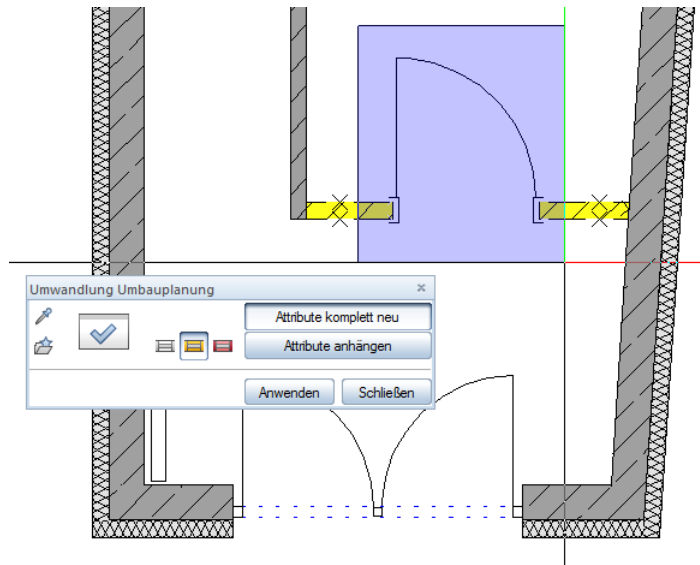 Umwandlung Umbauplanung
Attribute komplett neu
Attribute anhängen
Anwenden Schließen